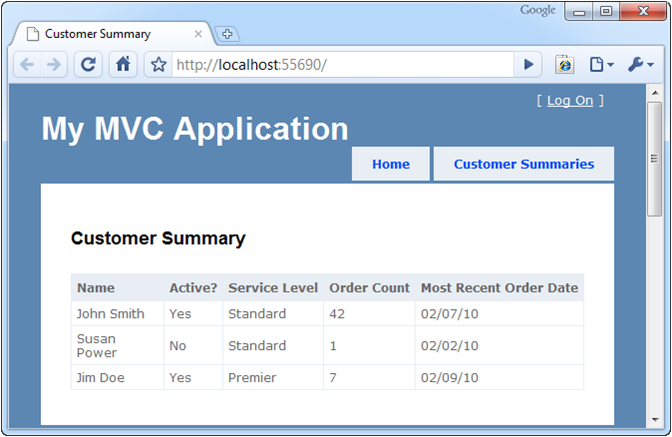 Google
Customer Summary
http://localhost:55690/
[ Log On ]
My MVC Application
Home Customer Summaries
Customer Summary
Name Active? Service Level Order Count Most Recent Order Date
John Smith Yes Standard 42 02/07/10
Susan
Power No Standard 1 02/02/10
Jim Doe Yes Premier 7 02/09/10